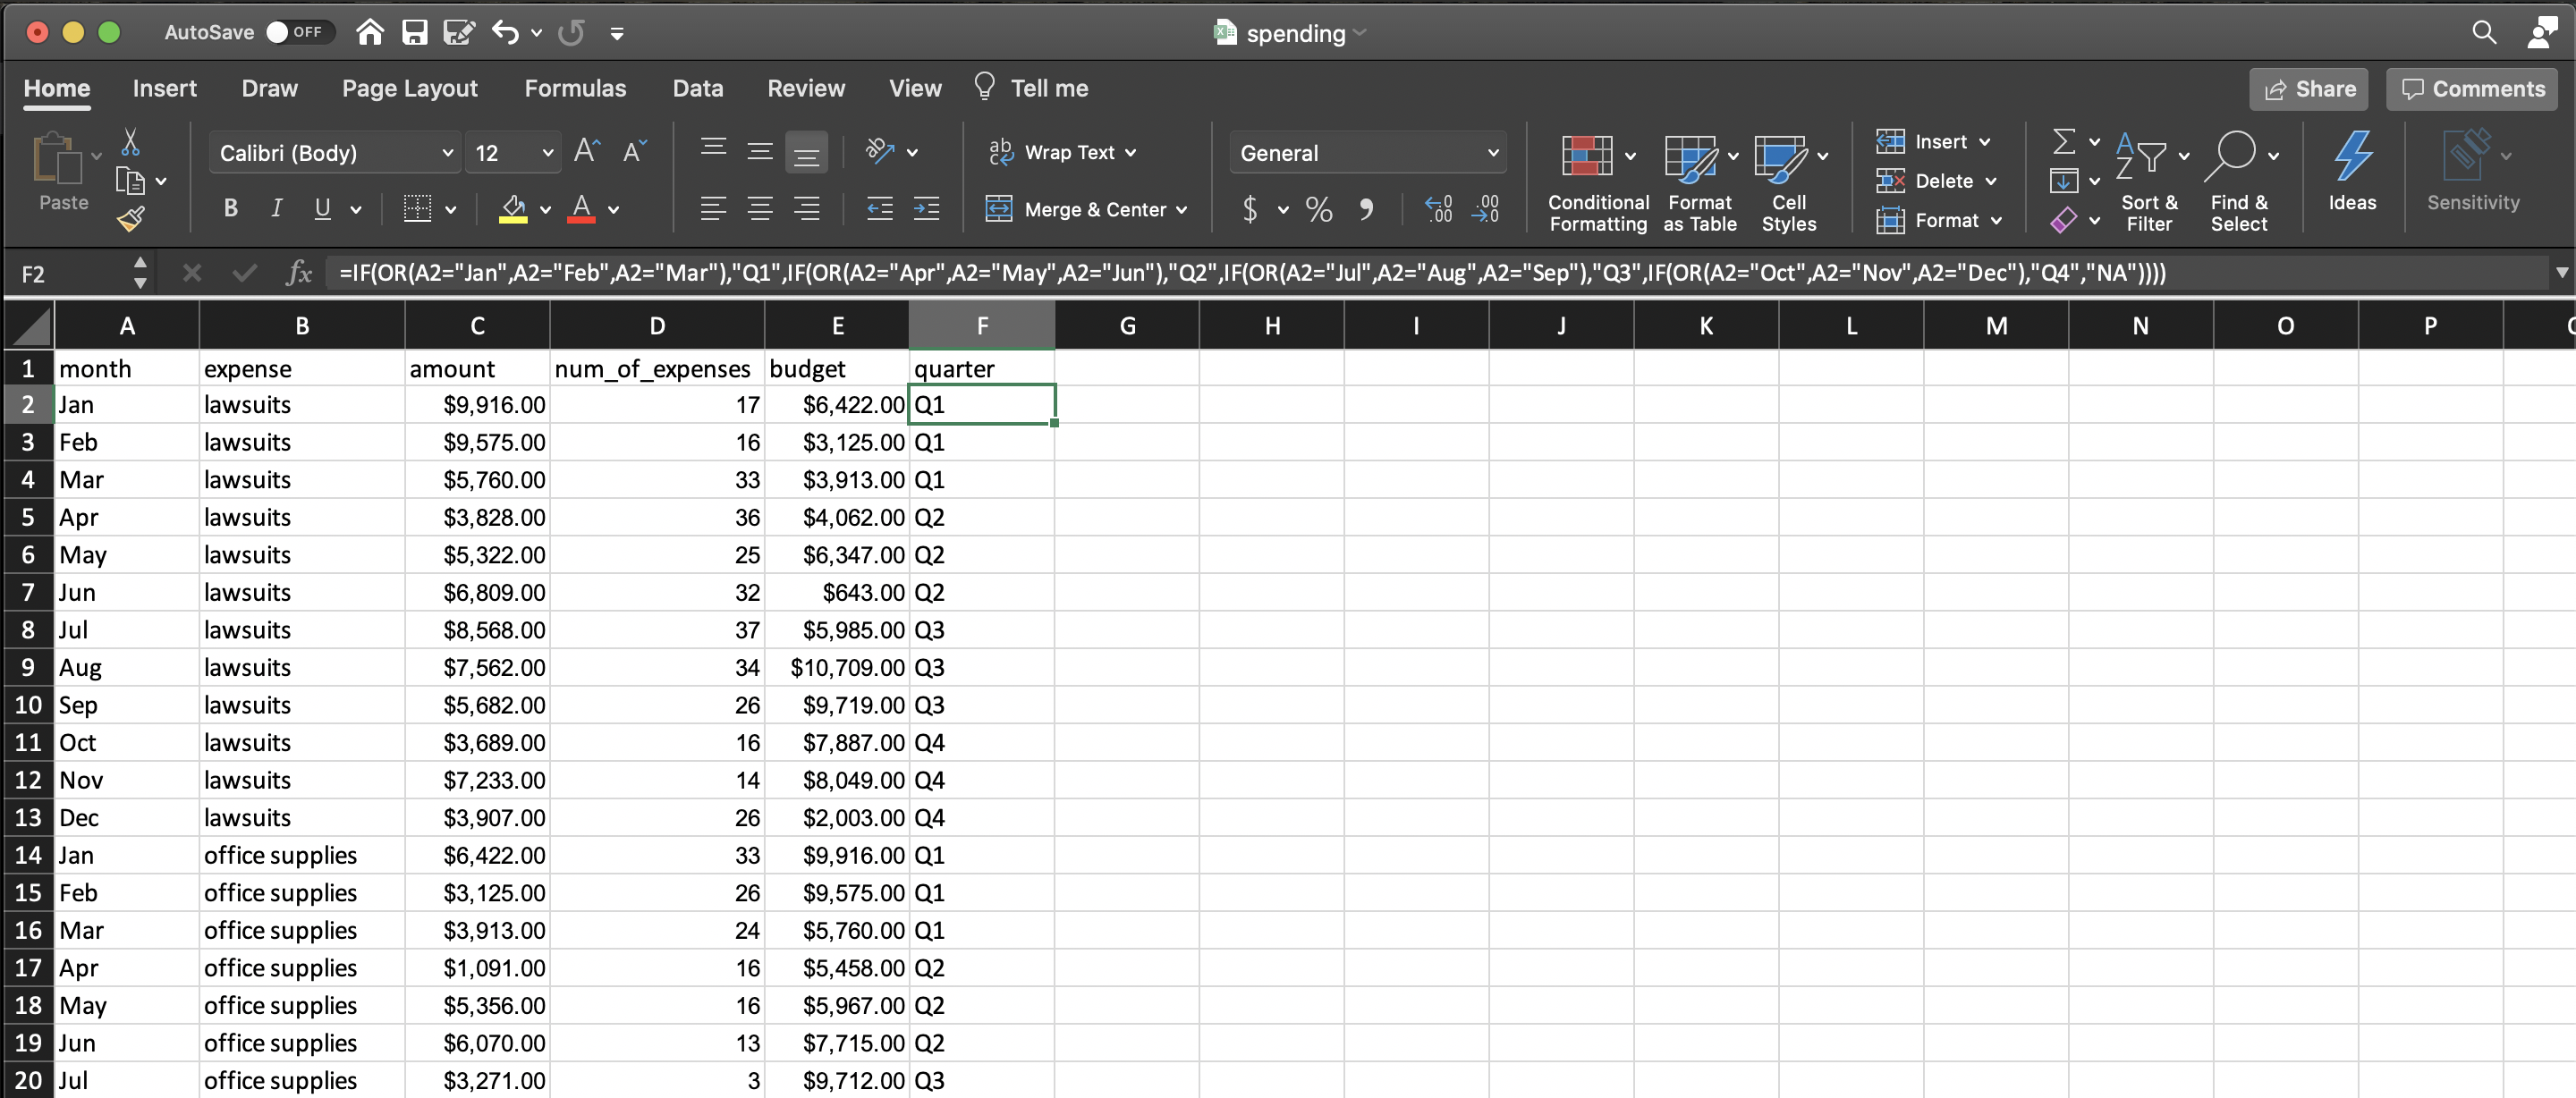 AutoSave OFF spending
Home Insert Draw Page Layout Formulas Data Review View Tell me Share Comments
Paste Calibri (Body) 12 Wrap Text General Conditional Formatting Format as Table Cell Styles Insert Delete Format Sort & Filter Find & Select Ideas Sensitivity
B I U Merge & Center $ %
F2 fx =IF(OR(A2="Jan",A2="Feb",A2="Mar"),"Q1",IF(OR(A2="Apr",A2="May",A2="Jun"),"Q2",IF(OR(A2="Jul",A2="Aug",A2="Sep"),"Q3",IF(OR(A2="Oct",A2="Nov",A2="Dec"),"Q4","NA"))))
A B C D E F G H I J K L M N O P
1 month expense amount num_of_expenses budget quarter
2 Jan lawsuits $9,916.00 17 $6,422.00 Q1
3 Feb lawsuits $9,575.00 16 $3,125.00 Q1
4 Mar lawsuits $5,760.00 33 $3,913.00 Q1
5 Apr lawsuits $3,828.00 36 $4,062.00 Q2
6 May lawsuits $5,322.00 25 $6,347.00 Q2
7 Jun lawsuits $6,809.00 32 $643.00 Q2
8 Jul lawsuits $8,568.00 37 $5,985.00 Q3
9 Aug lawsuits $7,562.00 34 $10,709.00 Q3
10 Sep lawsuits $5,682.00 26 $9,719.00 Q3
11 Oct lawsuits $3,689.00 16 $7,887.00 Q4
12 Nov lawsuits $7,233.00 14 $8,049.00 Q4
13 Dec lawsuits $3,907.00 26 $2,003.00 Q4
14 Jan office supplies $6,422.00 33 $9,916.00 Q1
15 Feb office supplies $3,125.00 26 $9,575.00 Q1
16 Mar office supplies $3,913.00 24 $5,760.00 Q1
17 Apr office supplies $1,091.00 16 $5,458.00 Q2
18 May office supplies $5,356.00 16 $5,967.00 Q2
19 Jun office supplies $6,070.00 13 $7,715.00 Q2
20 Jul office supplies $3,271.00 3 $9,712.00 Q3